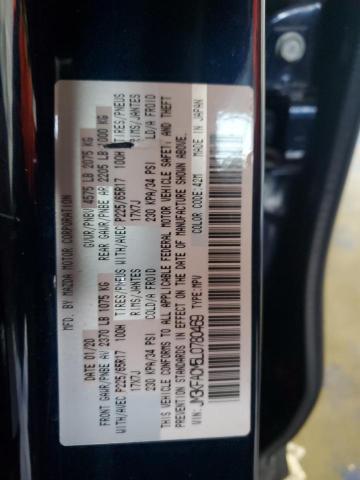 MFD BY MAZDA MOTOR CORPORATION
DATE 01/20 GVWR/PNBV 4575 LB 2075 KG
FRONT GAWR/PNBE AV 2370 LB 1075 KG REAR GAWR/PNBE AR 2205 LB 1000 KG
WITH/AVEC P225/65R17 100H TIRES/PNEUS WITH/AVEC P225/65R17 100H TIRES/PNEUS
17X7J RIMS/JANTES 17X7J RIMS/JANTES
230 KPA/34 PSI COLD/A FROID 230 KPA/34 PSI COLD/A FROID
THIS VEHICLE CONFORMS TO ALL APPLICABLE FEDERAL MOTOR VEHICLE SAFETY, AND THEFT
PREVENTION STANDARDS IN EFFECT ON THE DATE OF MANUFACTURE SHOWN ABOVE.
VIN: JM3KFACM5L0780469 TYPE: MPV COLOR CODE: 42M MADE IN JAPAN